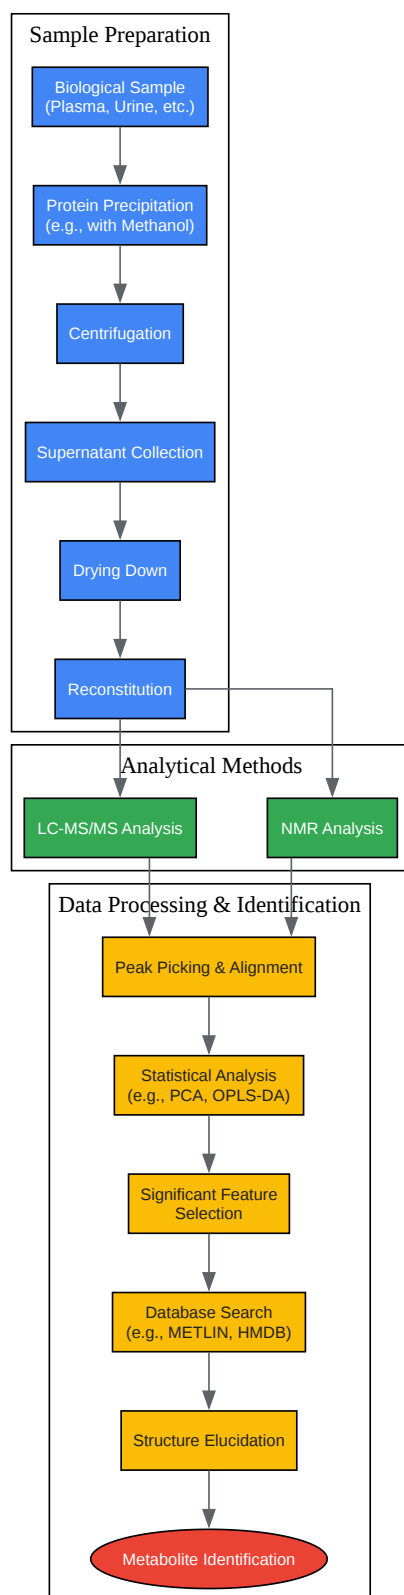 Sample Preparation
Biological Sample
(Plasma, Urine, etc.)
Protein Precipitation
(e.g., with Methanol)
Centrifugation
Supernatant Collection
Drying Down
Reconstitution
Analytical Methods
LC-MS/MS Analysis
NMR Analysis
Data Processing & Identification
Peak Picking & Alignment
Statistical Analysis
(e.g., PCA, OPLS-DA)
Significant Feature
Selection
Database Search
(e.g., METLIN, HMDB)
Structure Elucidation
Metabolite Identification